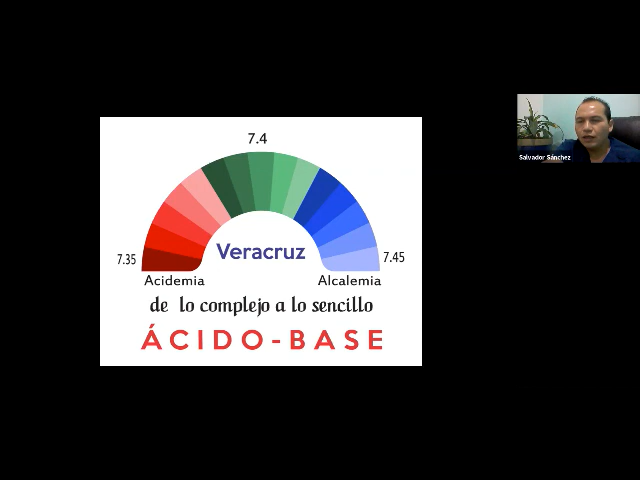 7.4
7.35
Veracruz
7.45
Acidemia
Alcalemia
de lo complejo a lo sencillo
ÁCIDO-BASE
Salvador Sánchez